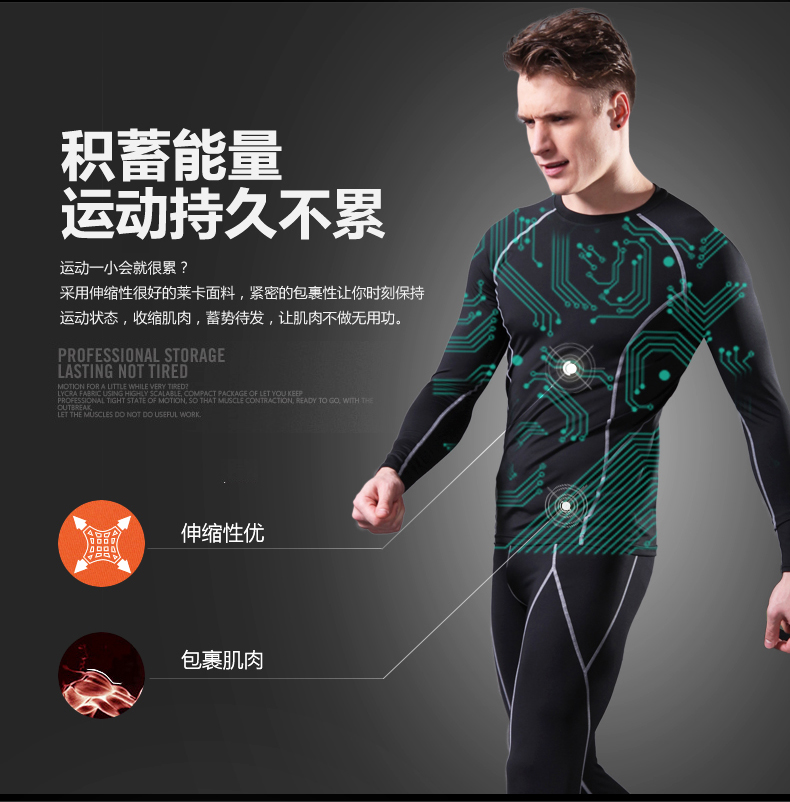 积蓄能量
运动持久不累
运动一小会就很累？
采用伸缩性很好的莱卡面料，紧密的包裹性让你时刻保持
运动状态，收缩肌肉，蓄势待发，让肌肉不做无用功。
PROFESSIONAL STORAGE
LASTING NOT TIRED
MOTION FOR A LITTLE WHILE VERY TIRED?
LYCRA FABRIC USING HIGHLY SCALABLE, COMPACT PACKAGE OF LET YOU KEEP
PROFESSIONAL TIGHT STATE OF MOTION, SO THAT MUSCLE CONTRACTION, READY TO GO, WITH THE
OUTBREAK,
LET THE MUSCLES DO NOT DO USEFUL WORK.
伸缩性优
包裹肌肉